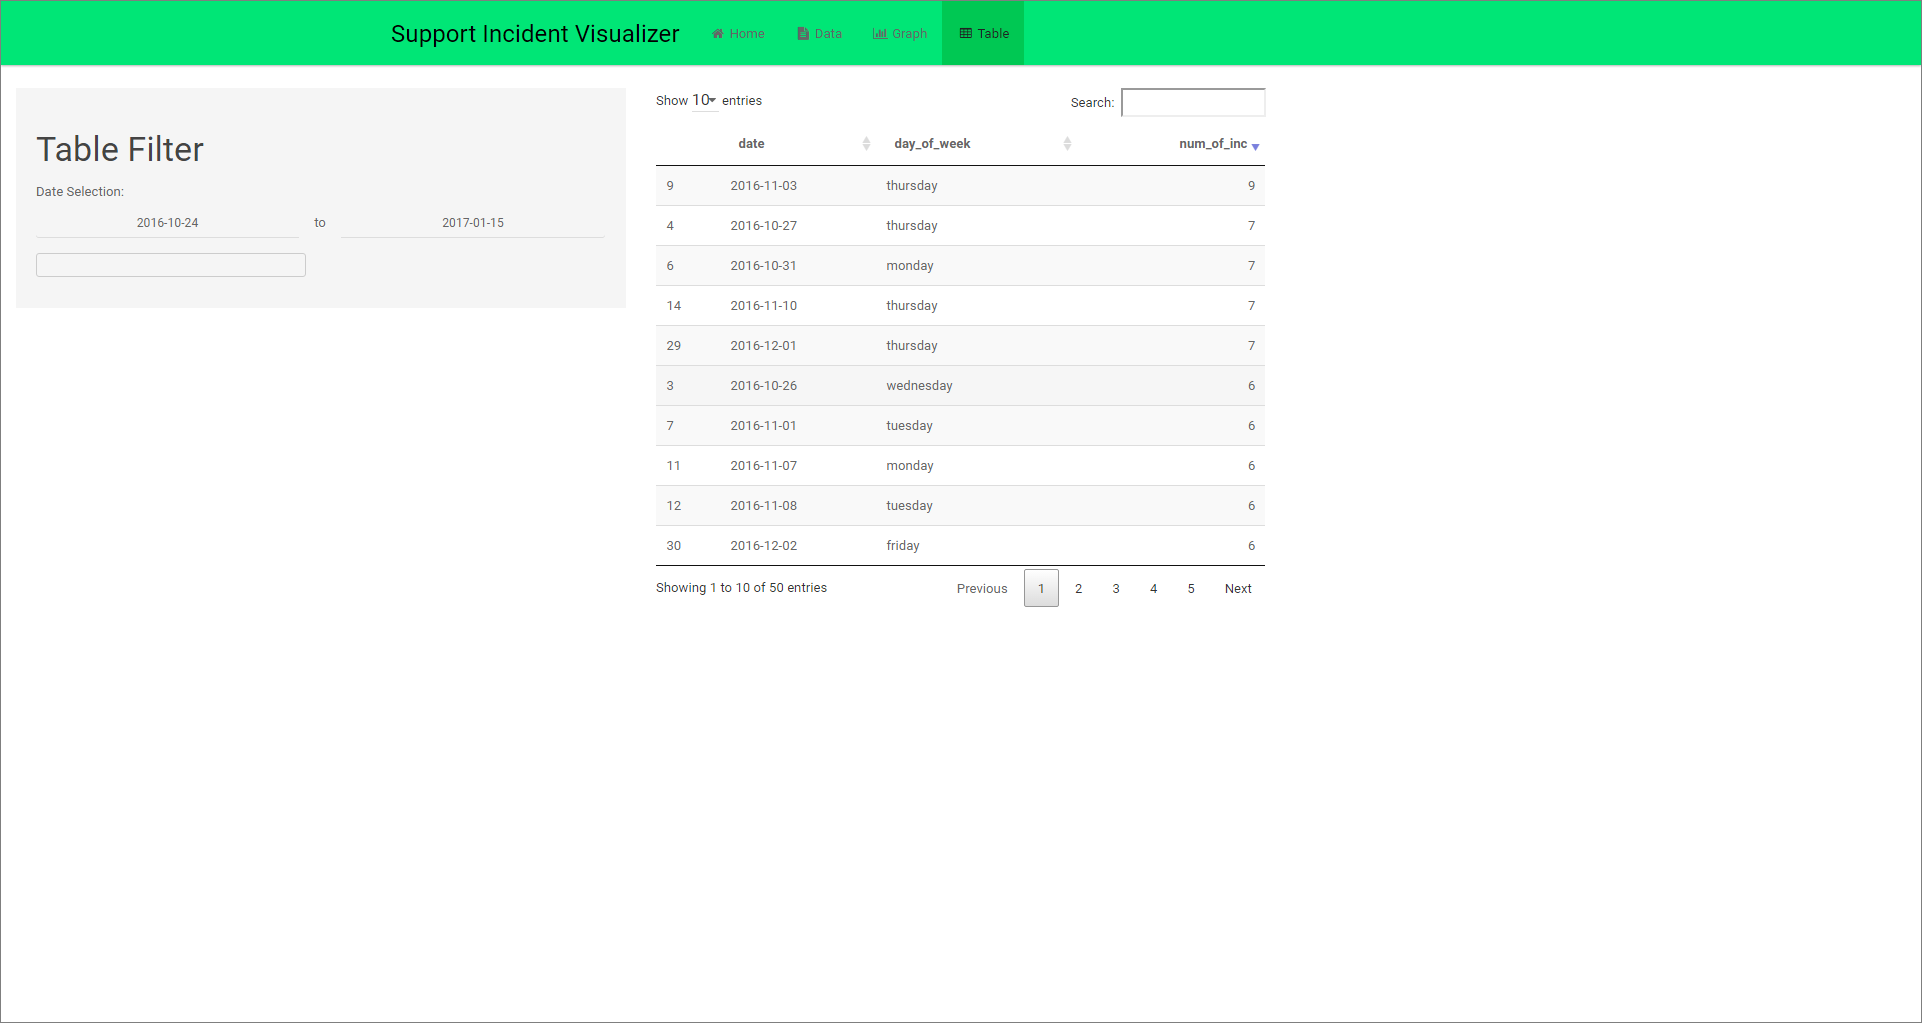 Support Incident Visualizer Home Data Graph Table
Table Filter
Date Selection:
2016-10-24 to 2017-01-15
Show 10 entries Search:
date day_of_week num_of_inc
9 2016-11-03 thursday 9
4 2016-10-27 thursday 7
6 2016-10-31 monday 7
14 2016-11-10 thursday 7
29 2016-12-01 thursday 7
3 2016-10-26 wednesday 6
7 2016-11-01 tuesday 6
11 2016-11-07 monday 6
12 2016-11-08 tuesday 6
30 2016-12-02 friday 6
Showing 1 to 10 of 50 entries Previous 1 2 3 4 5 Next